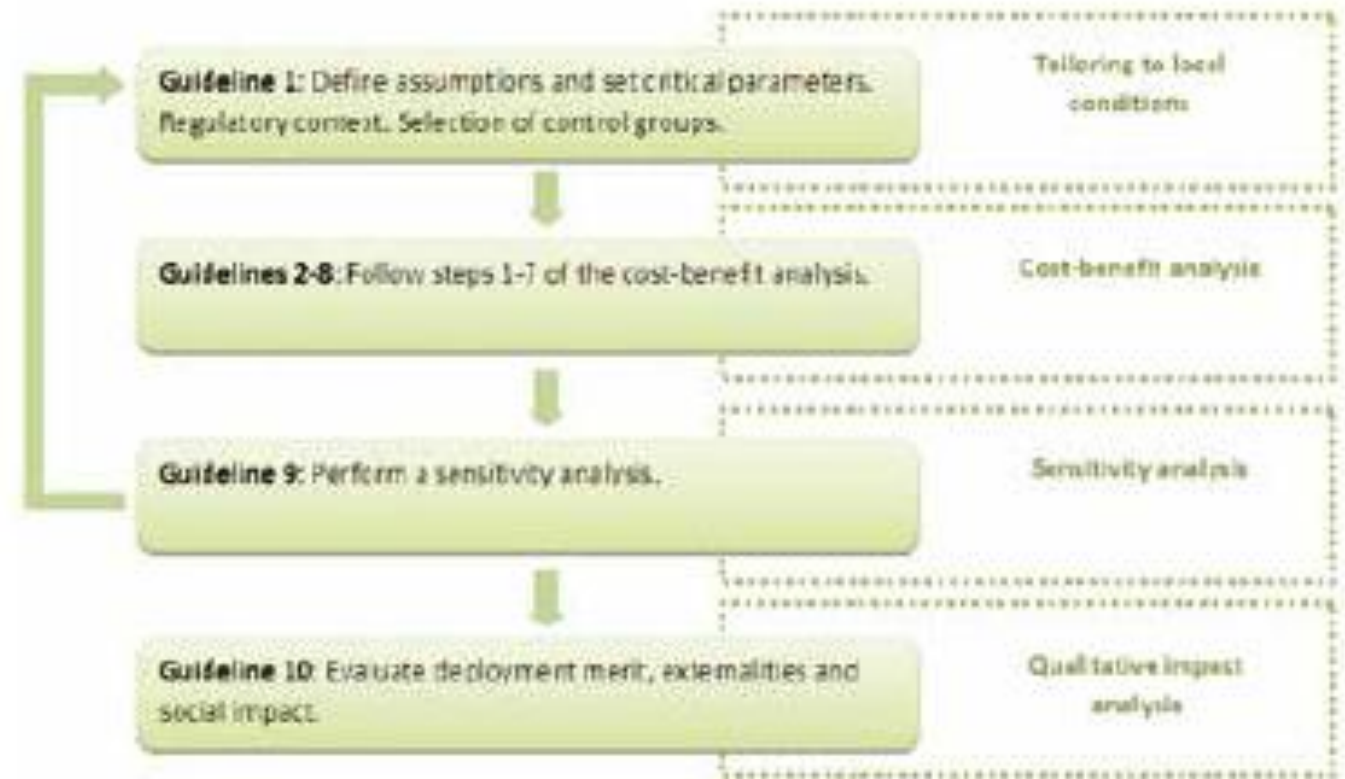 Guideline 1: Define assumptions and set critical parameters.
Regulatory context. Selection of control groups.
Tailoring to local
conditions
Guidelines 2-8: Follow steps 1-7 of the cost-benefit analysis.
Cost-benefit analysis
Guideline 9: Perform a sensitivity analysis.
Sensitivity analysis
Guideline 10: Evaluate deployment merit, externalities and
social impact.
Qualitative impact
analysis